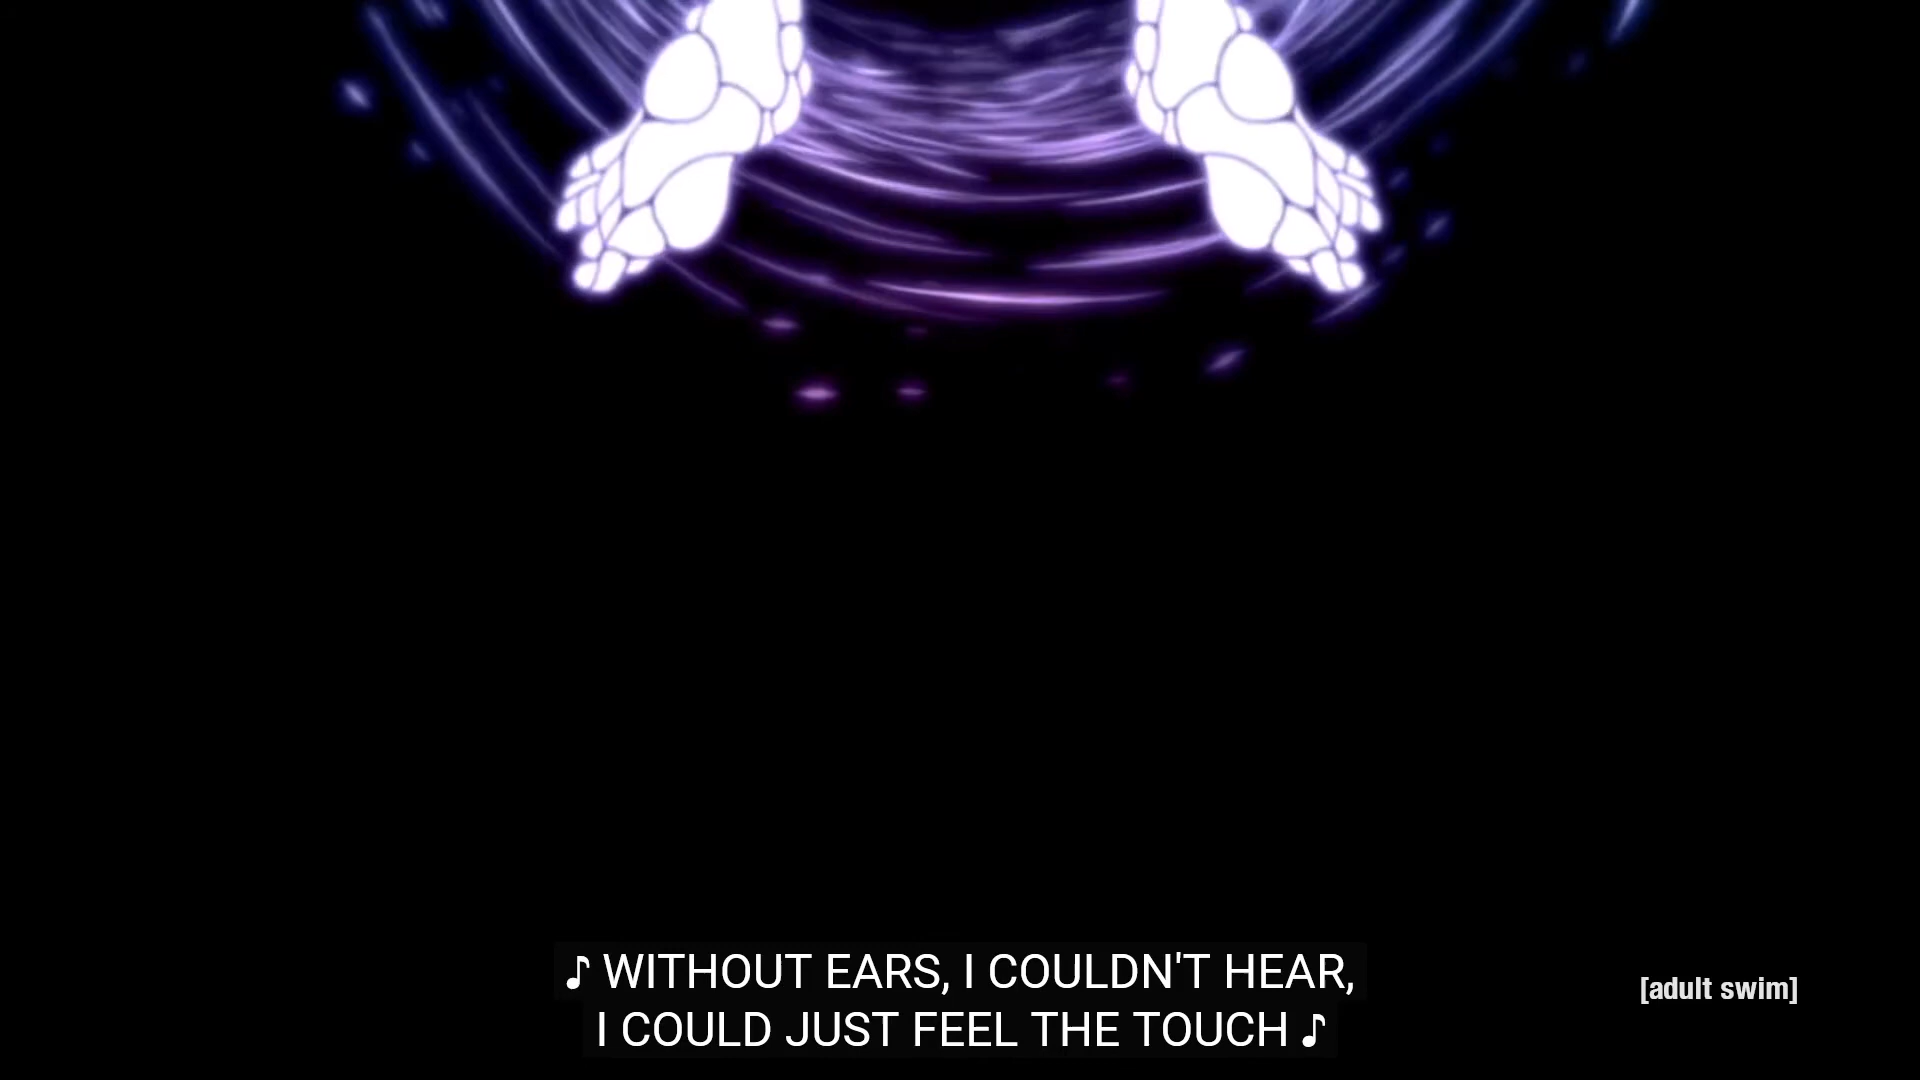 ♪ WITHOUT EARS, I COULDN'T HEAR,
I COULD JUST FEEL THE TOUCH ♪
[adult swim]